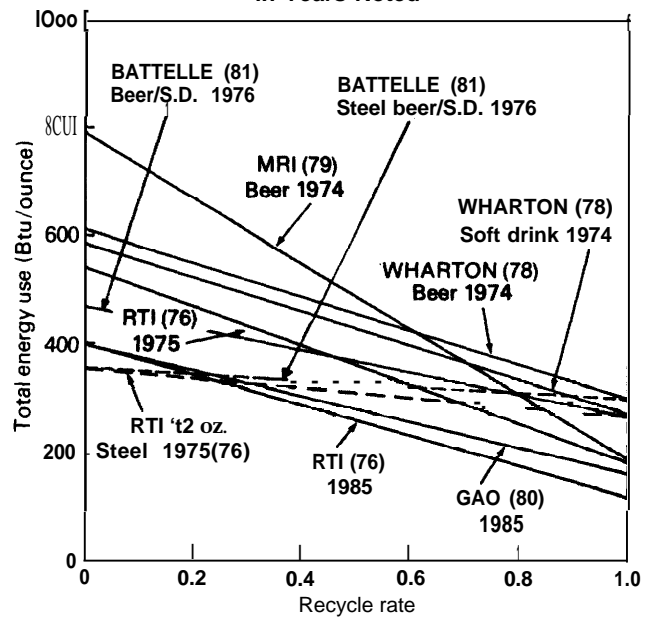 In Years Noted
1000
BATTELLE (81)
Beer/S.D. 1976
BATTELLE (81)
Steel beer/S.D. 1976
8CUI
MRI (79)
Beer 1974
WHARTON (78)
Soft drink 1974
600
WHARTON (78)
Beer 1974
RTI (76)
1975
400
RTI 't2 oz.
Steel 1975(76)
200
RTI (76)
1985
GAO (80)
1985
0
0 0.2 0.4 0.6 0.8 1.0
Recycle rate
Total energy use (Btu/ounce)